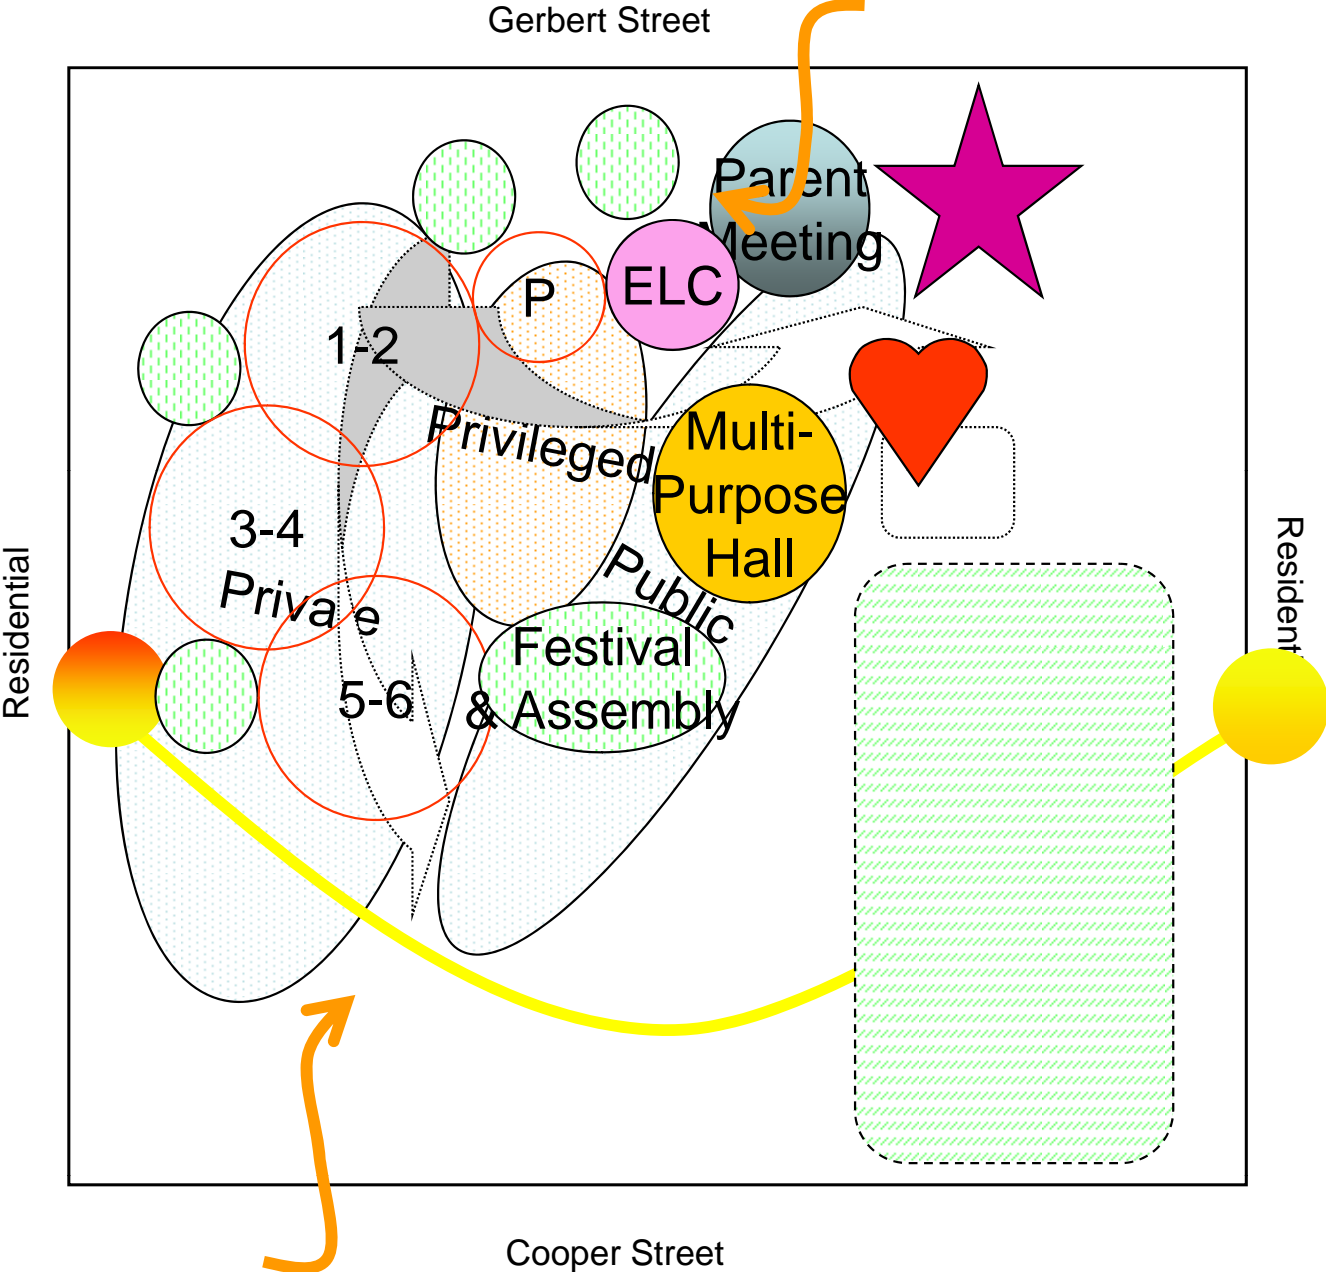 Gerbert Street
Parent
Meeting
ELC
P
1-2
Privileged
Multi-
Purpose
Hall
3-4
Private
Public
Festival
& Assembly
5-6
Residential
Resident
Cooper Street